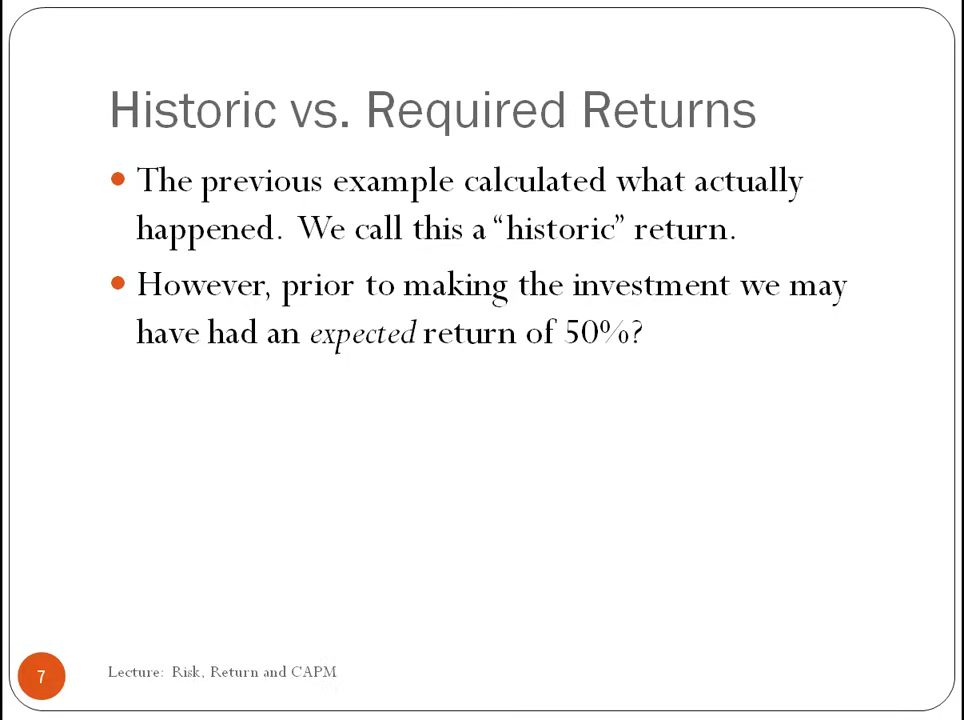 Historic vs. Required Returns
• The previous example calculated what actually
happened.  We call this a “historic” return.
• However, prior to making the investment we may
have had an expected return of 50%?
7
Lecture:  Risk, Return and CAPM